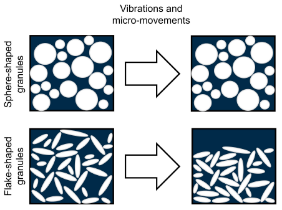 Vibrations and
micro-movements
Sphere-shaped
granules
Flake-shaped
granules